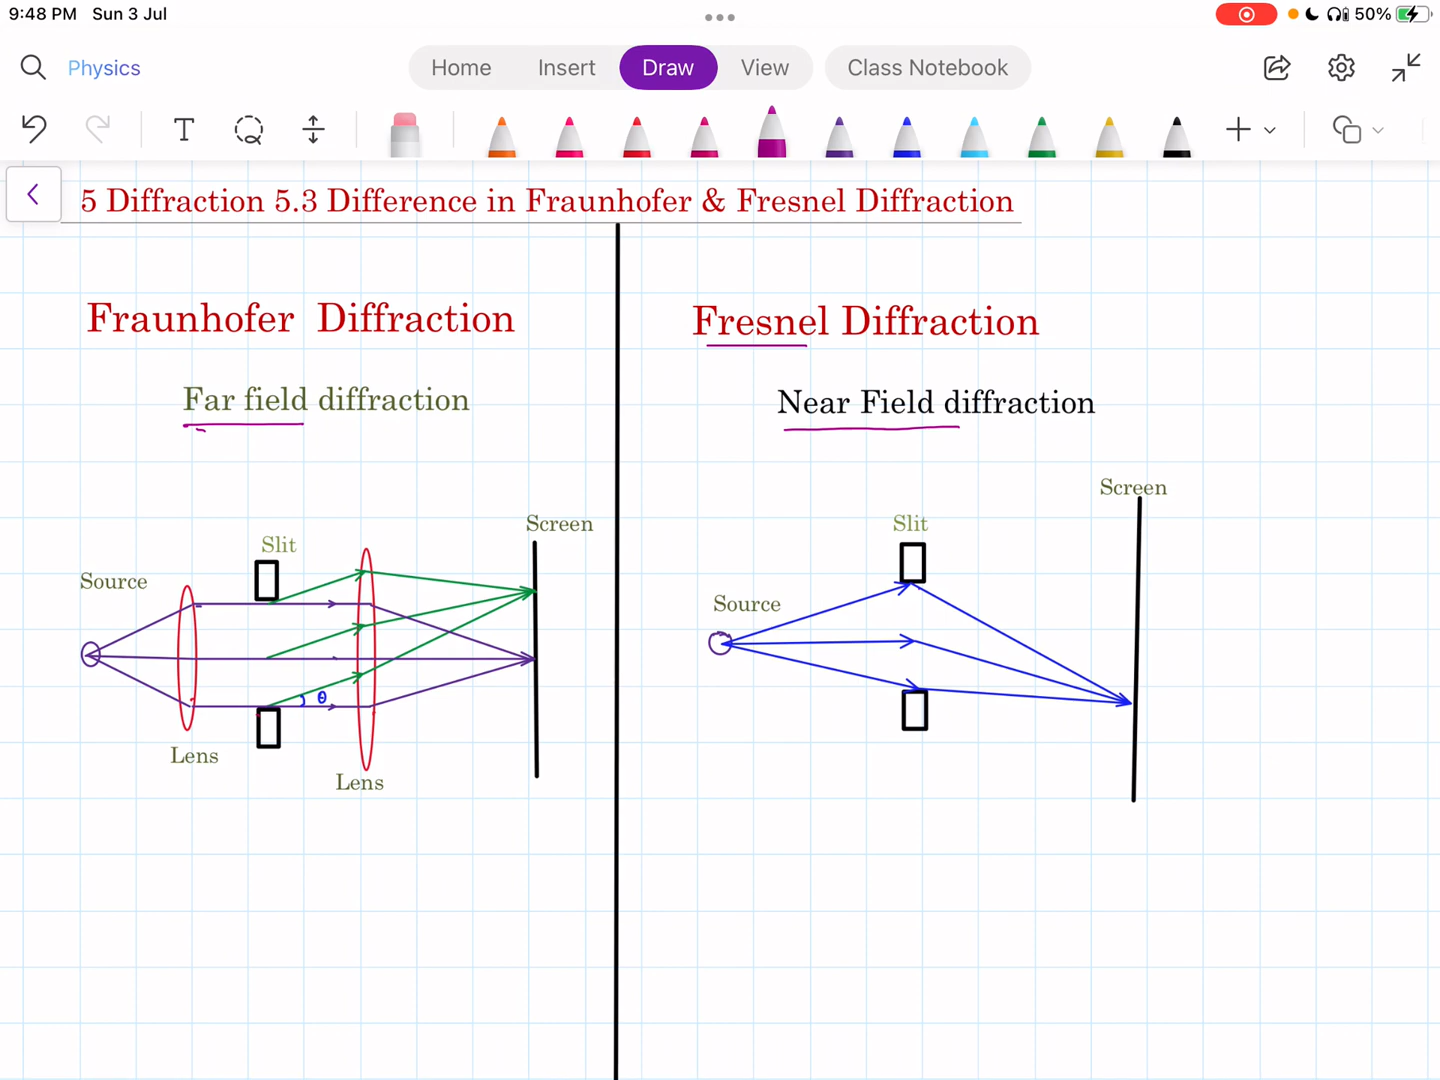 9:48 PM Sun 3 Jul
50%
Physics
Home Insert Draw View Class Notebook
T
5 Diffraction 5.3 Difference in Fraunhofer & Fresnel Diffraction
Fraunhofer Diffraction
Far field diffraction
Screen
Slit
Source
θ
Lens
Lens
Fresnel Diffraction
Near Field diffraction
Screen
Slit
Source